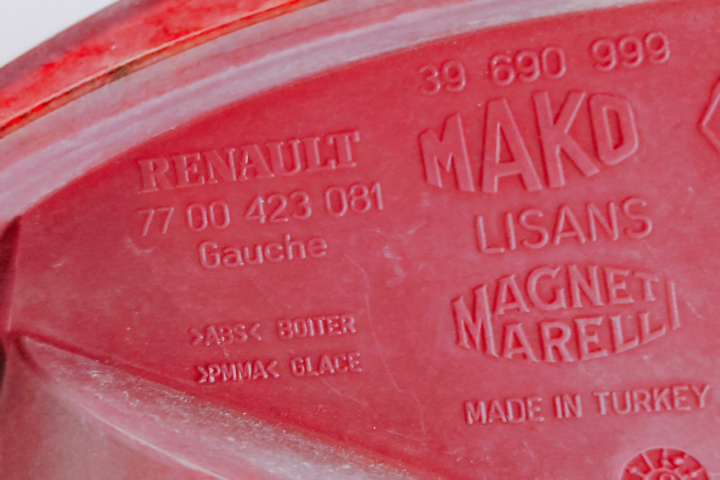 39 690 999
RENAULT
77 00 423 081
Gauche
MAKO
LISANS
MAGNETI
MARELLI
>ABS< BOITER
>PMMA< GLACE
MADE IN TURKEY